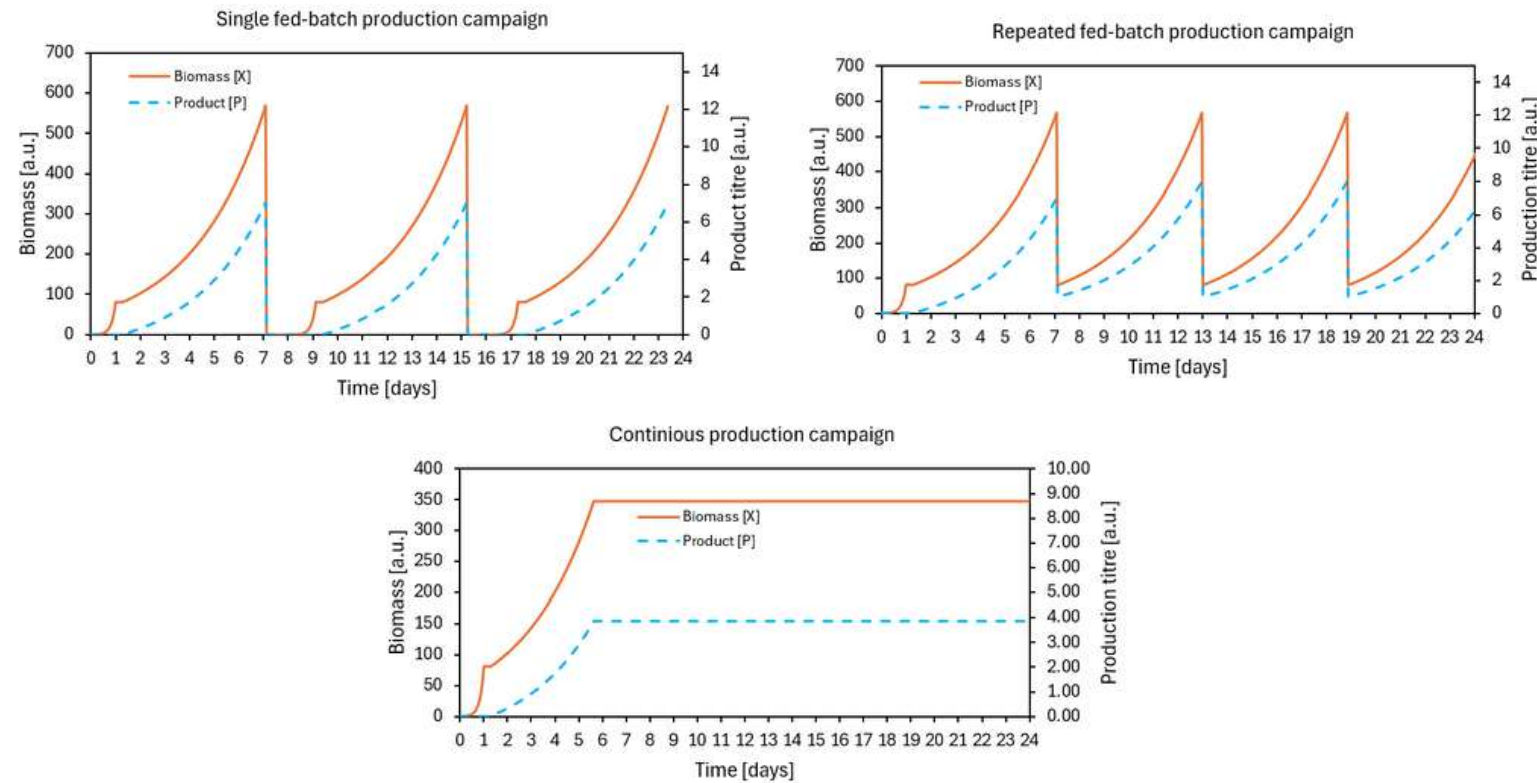 Single fed-batch production campaign
700
600
500
400
300
200
100
0
Biomass [a.u.]
Biomass [X]
Product [P]
14
12
10
8
6
4
2
0
Product titre [a.u.]
0 1 2 3 4 5 6 7 8 9 10 11 12 13 14 15 16 17 18 19 20 21 22 23 24
Time [days]
Repeated fed-batch production campaign
700
600
500
400
300
200
100
0
Biomass [a.u.]
Biomass [X]
Product [P]
14
12
10
8
6
4
2
0
Production titre [a.u.]
0 1 2 3 4 5 6 7 8 9 10 11 12 13 14 15 16 17 18 19 20 21 22 23 24
Time [days]
Continious production campaign
400
350
300
250
200
150
100
50
0
Biomass [a.u.]
Biomass [X]
Product [P]
10.00
9.00
8.00
7.00
6.00
5.00
4.00
3.00
2.00
1.00
0.00
Production titre [a.u.]
0 1 2 3 4 5 6 7 8 9 10 11 12 13 14 15 16 17 18 19 20 21 22 23 24
Time [days]